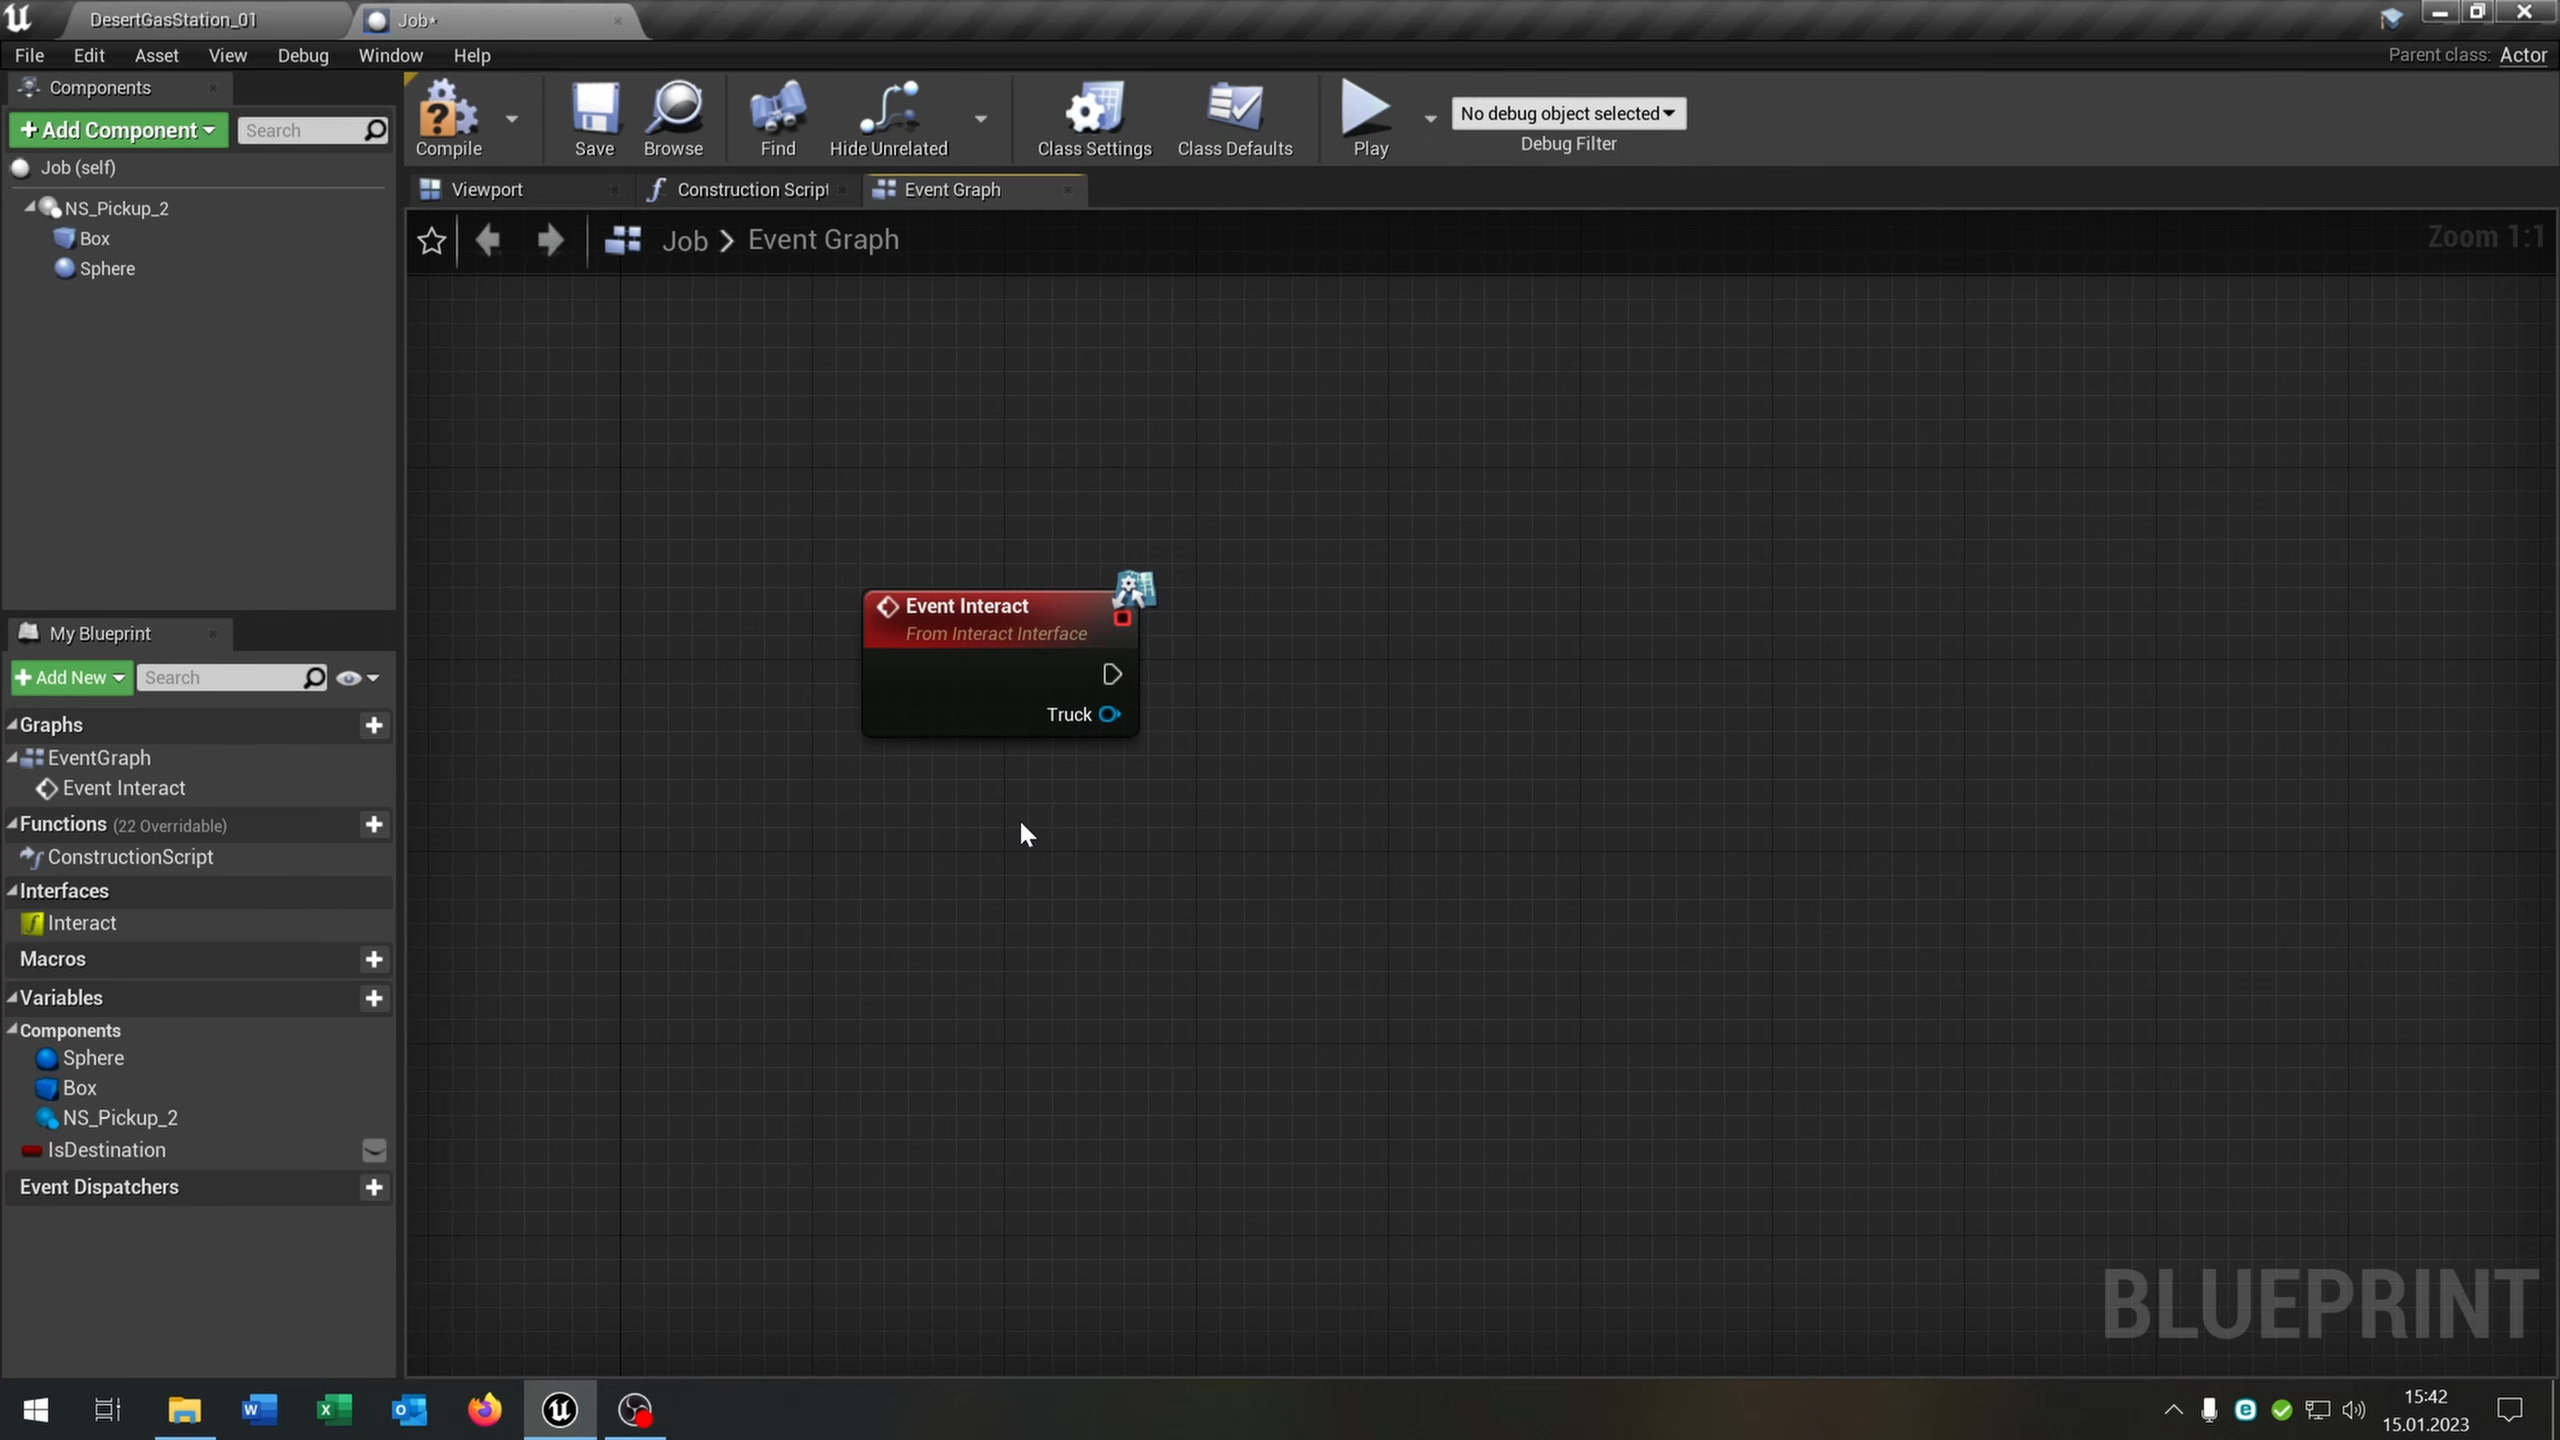 DesertGasStation_01
Job*
File Edit Asset View Debug Window Help
Parent class: Actor
Components
+ Add Component
Search
Job (self)
NS_Pickup_2
Box
Sphere
Compile
Save
Browse
Find
Hide Unrelated
Class Settings
Class Defaults
Play
No debug object selected
Debug Filter
Viewport
Construction Script
Event Graph
Job > Event Graph
Zoom 1:1
Event Interact
From Interact Interface
Truck
My Blueprint
+ Add New
Search
Graphs
EventGraph
Event Interact
Functions (22 Overridable)
ConstructionScript
Interfaces
Interact
Macros
Variables
Components
Sphere
Box
NS_Pickup_2
IsDestination
Event Dispatchers
BLUEPRINT
15:42
15.01.2023